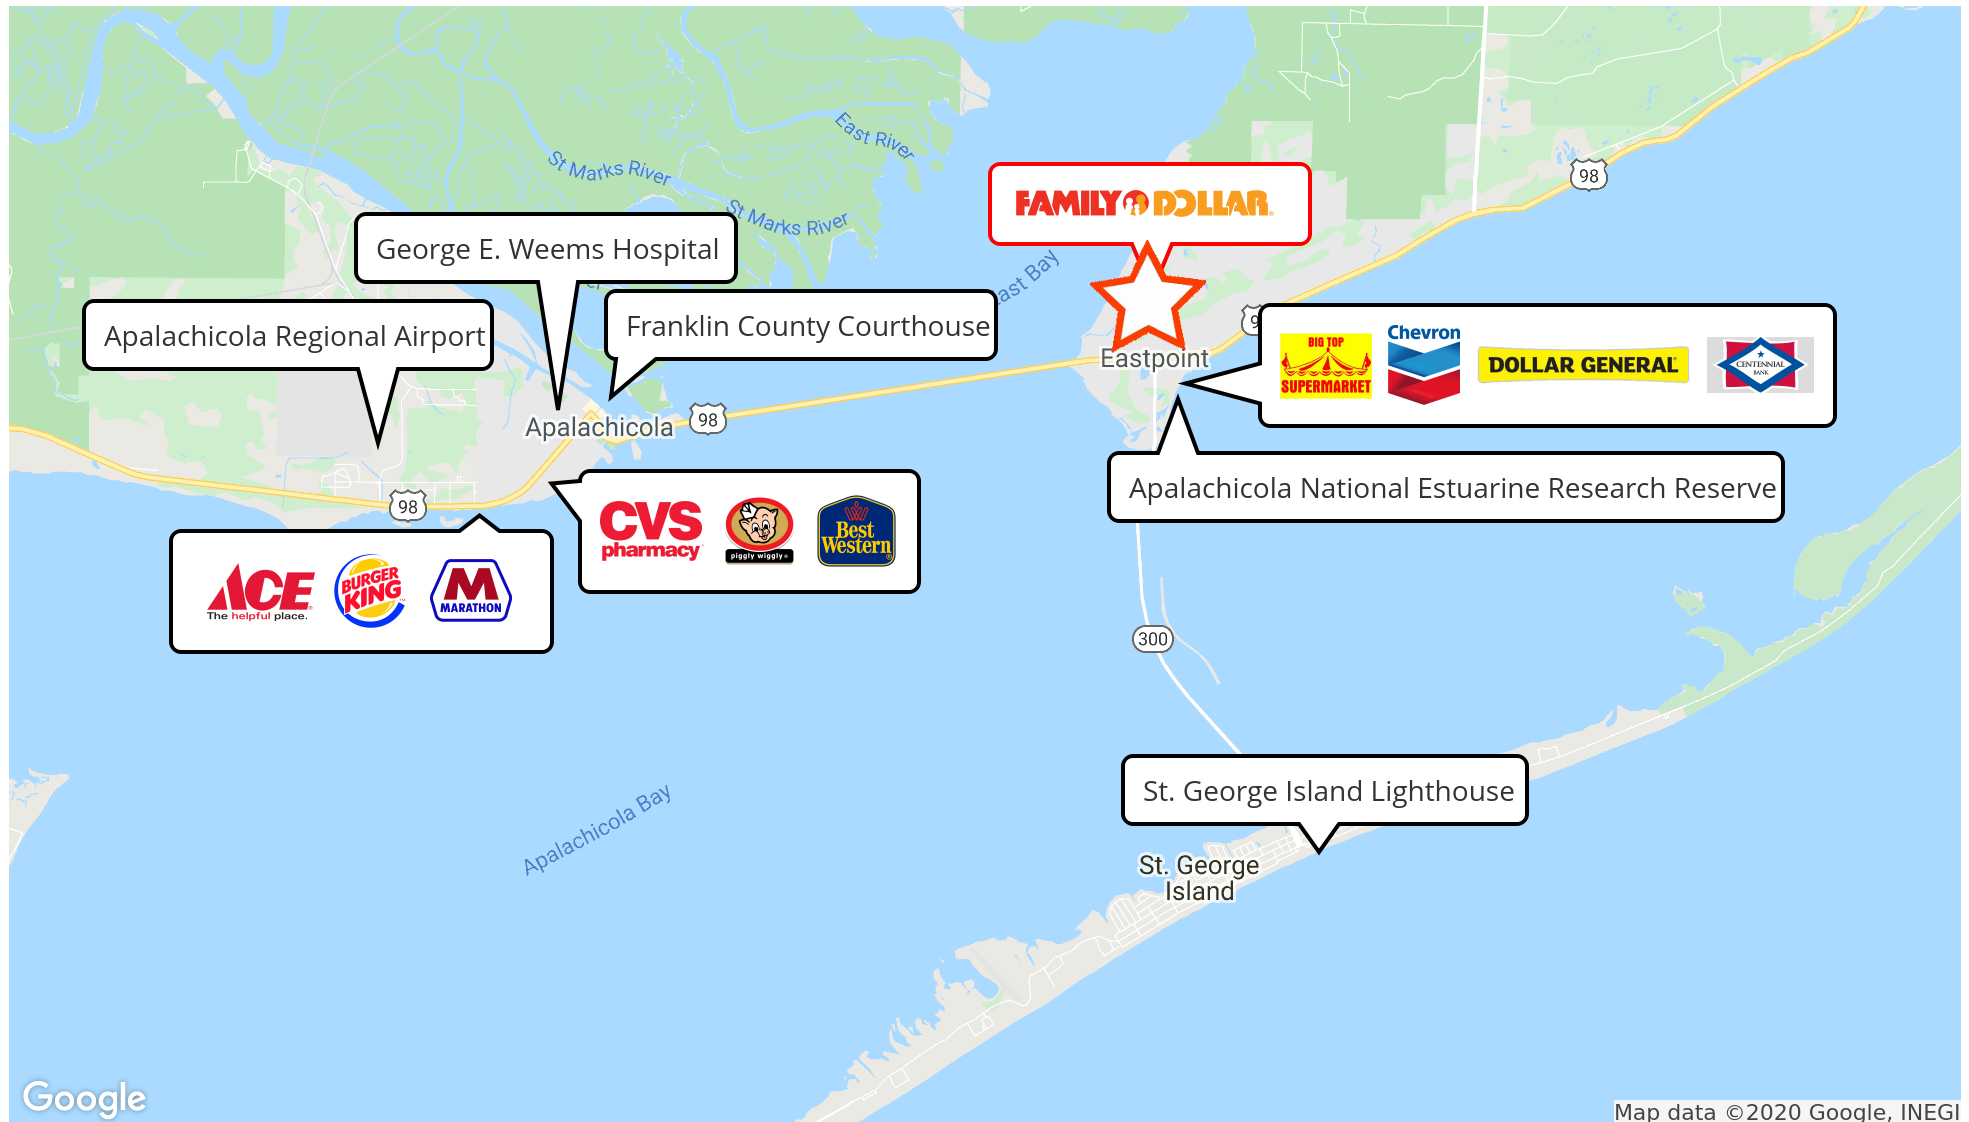 East River
St Marks River
St Marks River
98
FAMILY DOLLAR
George E. Weems Hospital
East Bay
Apalachicola Regional Airport
Franklin County Courthouse
BIG TOP
SUPERMARKET
Chevron
DOLLAR GENERAL
CENTENNIAL
BANK
Eastpoint
Apalachicola
98
98
Apalachicola National Estuarine Research Reserve
CVS
pharmacy
piggly wiggly
Best
Western
ACE
The helpful place.
BURGER
KING
M
MARATHON
300
St. George Island Lighthouse
Apalachicola Bay
St. George
Island
Google
Map data ©2020 Google, INEGI